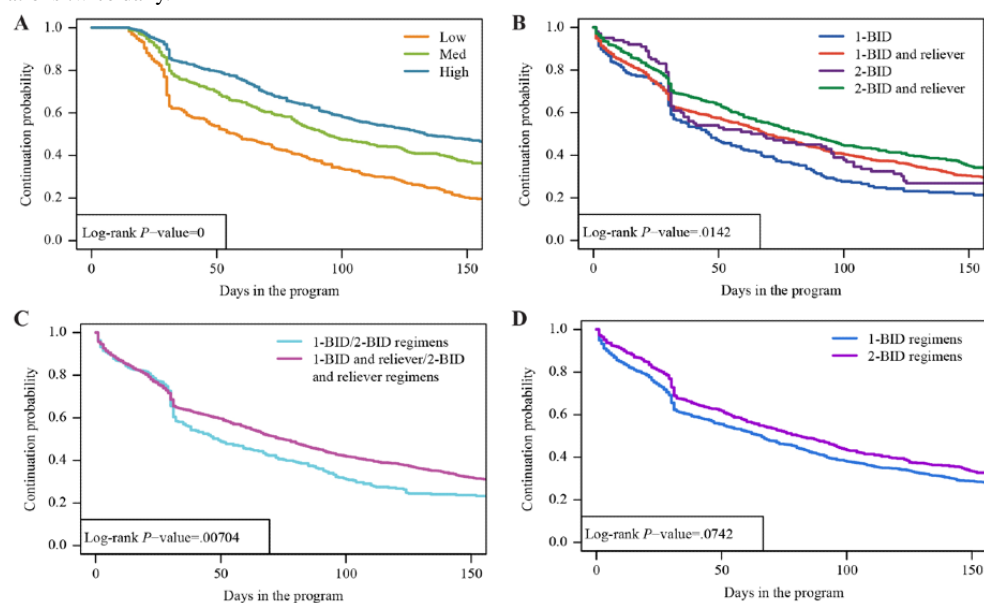 ations twice daily.
A
1.0
0.8
0.6
0.4
0.2
0.0
Continuation probability
Low
Med
High
Log-rank P−value=0
0 50 100 150
Days in the program
B
1.0
0.8
0.6
0.4
0.2
0.0
Continuation probability
1-BID
1-BID and reliever
2-BID
2-BID and reliever
Log-rank P−value=.0142
0 50 100 150
Days in the program
C
1.0
0.8
0.6
0.4
0.2
0.0
Continuation probability
1-BID/2-BID regimens
1-BID and reliever/2-BID
and reliever regimens
Log-rank P−value=.00704
0 50 100 150
Days in the program
D
1.0
0.8
0.6
0.4
0.2
0.0
Continuation probability
1-BID regimens
2-BID regimens
Log-rank P−value=.0742
0 50 100 150
Days in the program